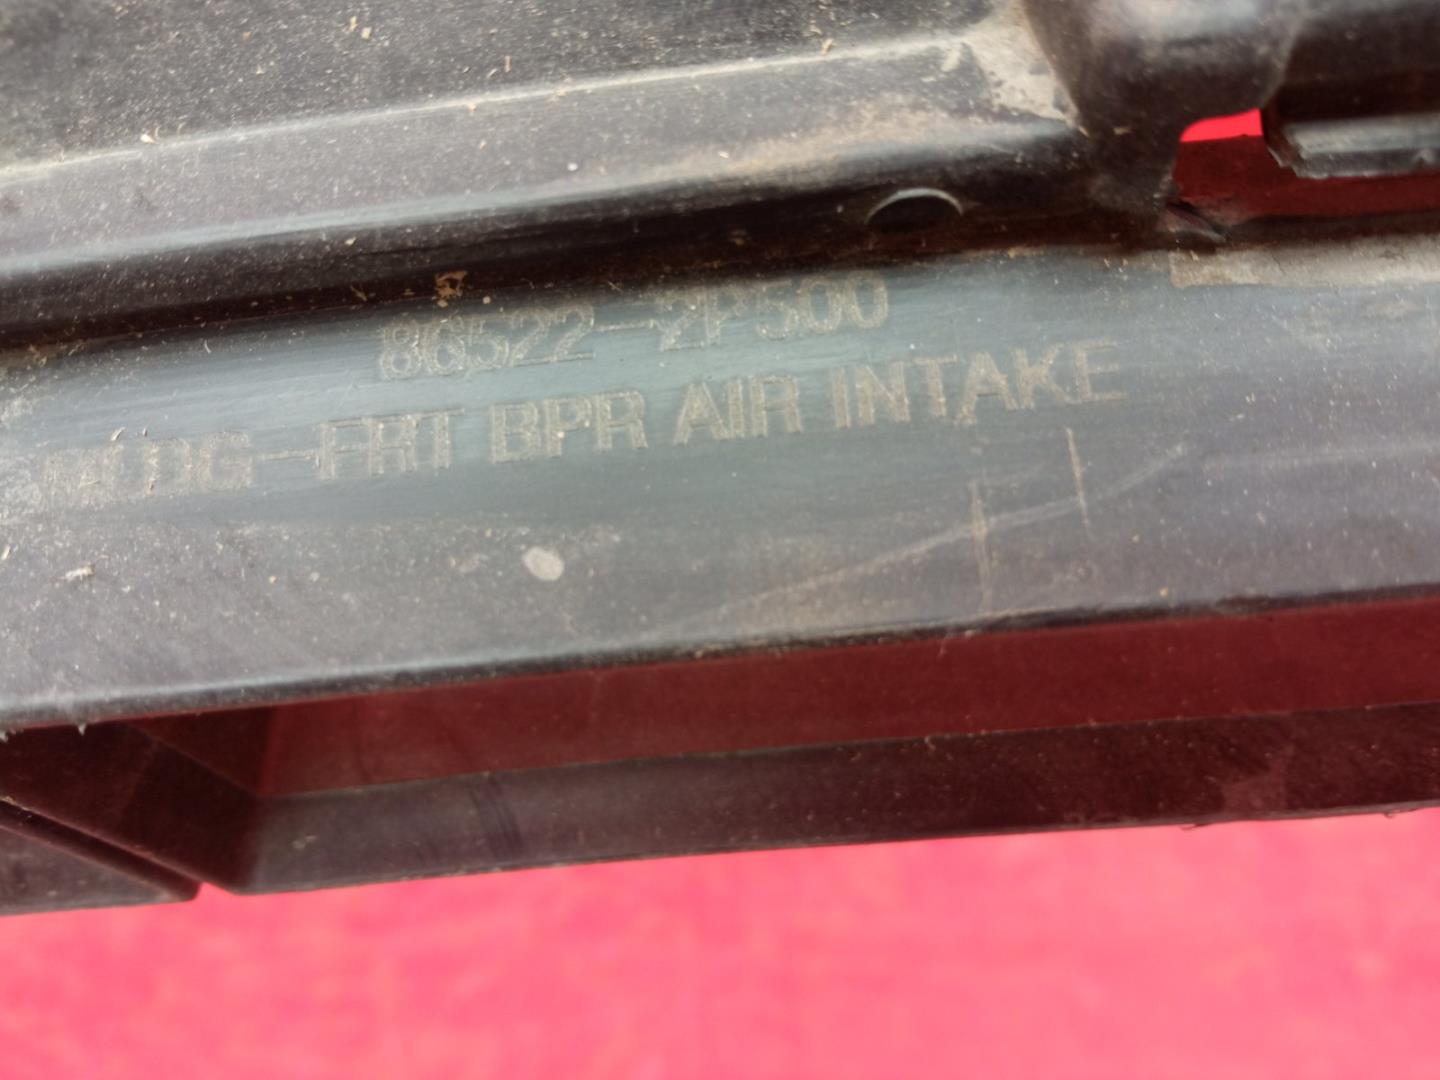 86522-2P500
MLDG-FRT BPR AIR INTAKE